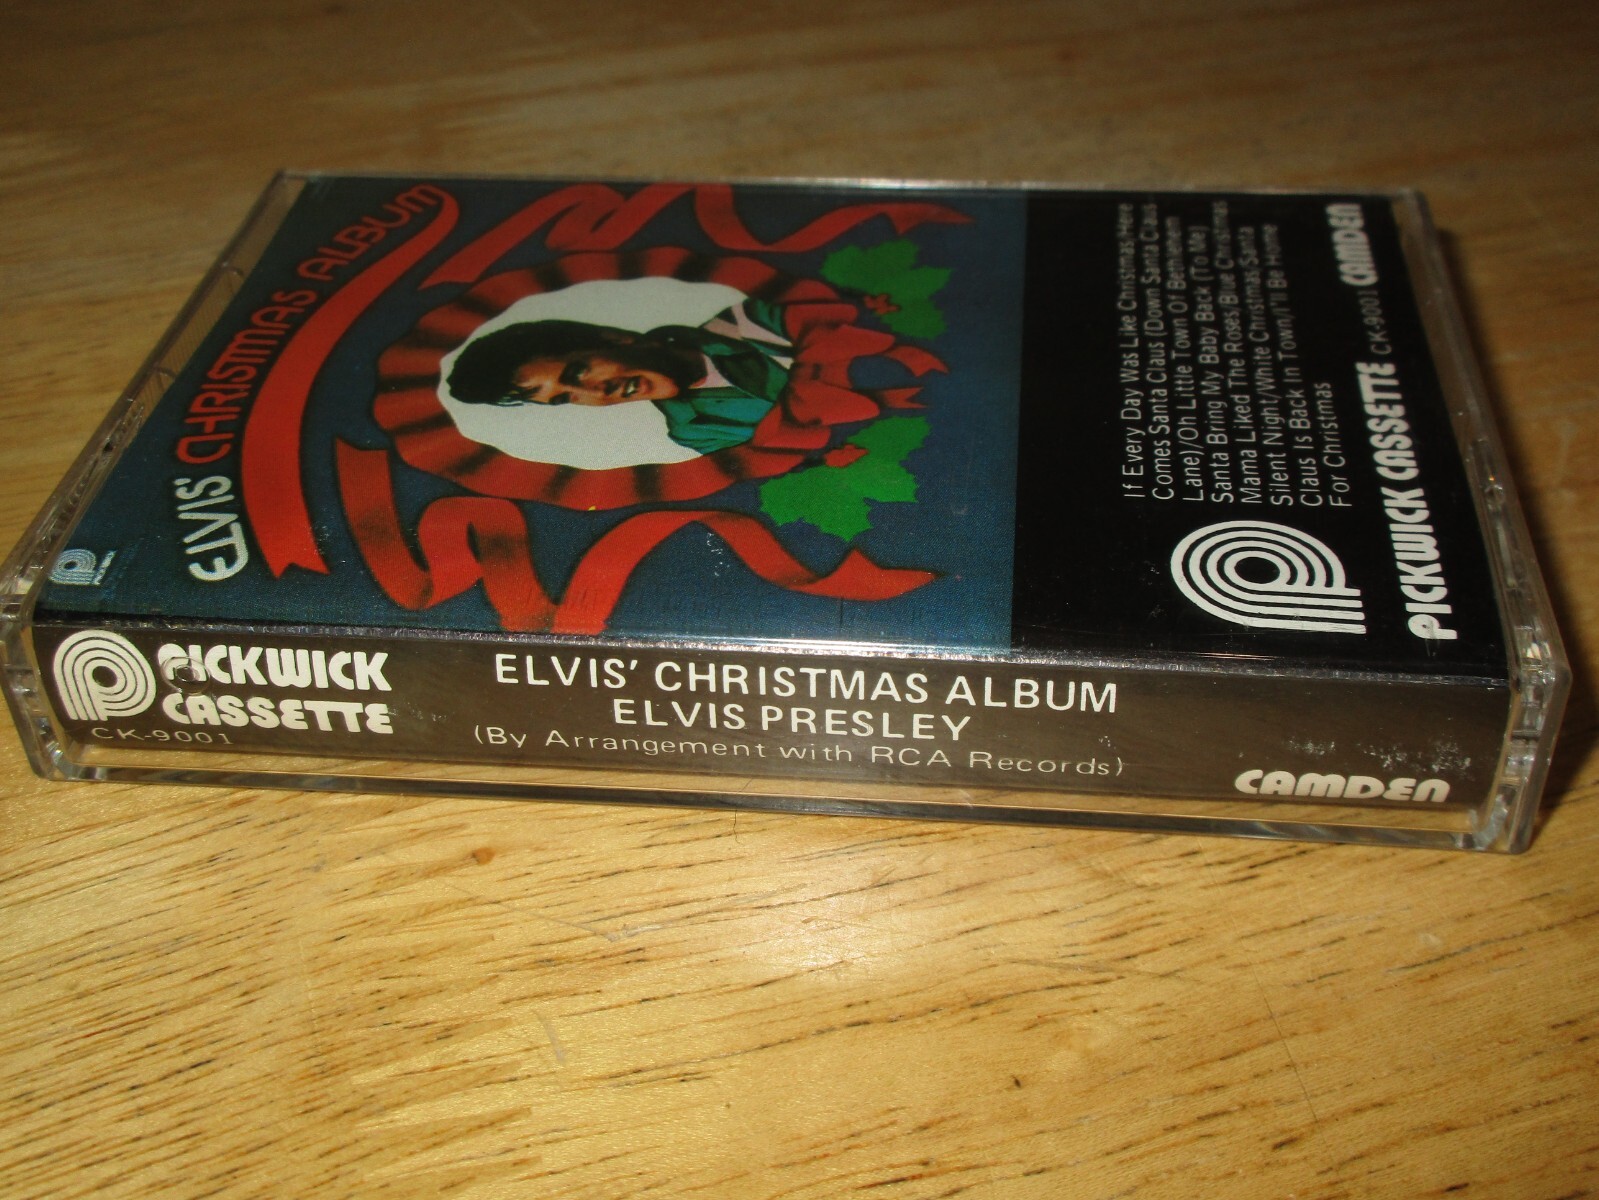 ELVIS' CHRISTMAS ALBUM
PICKWICK
If Every Day Was Like Christmas/Here
Comes Santa Claus (Down Santa Claus
Lane)/Oh Little Town Of Bethlehem
Santa Bring My Baby Back (To Me)
Mama Liked The Roses/Blue Christmas
Silent Night/White Christmas/Santa
Claus Is Back In Town/I'll Be Home
For Christmas
PICKWICK CASSETTE CK-9001 CAMDEN
PICKWICK
CASSETTE
CK-9001
ELVIS' CHRISTMAS ALBUM
ELVIS PRESLEY
(By Arrangement with RCA Records)
CAMDEN